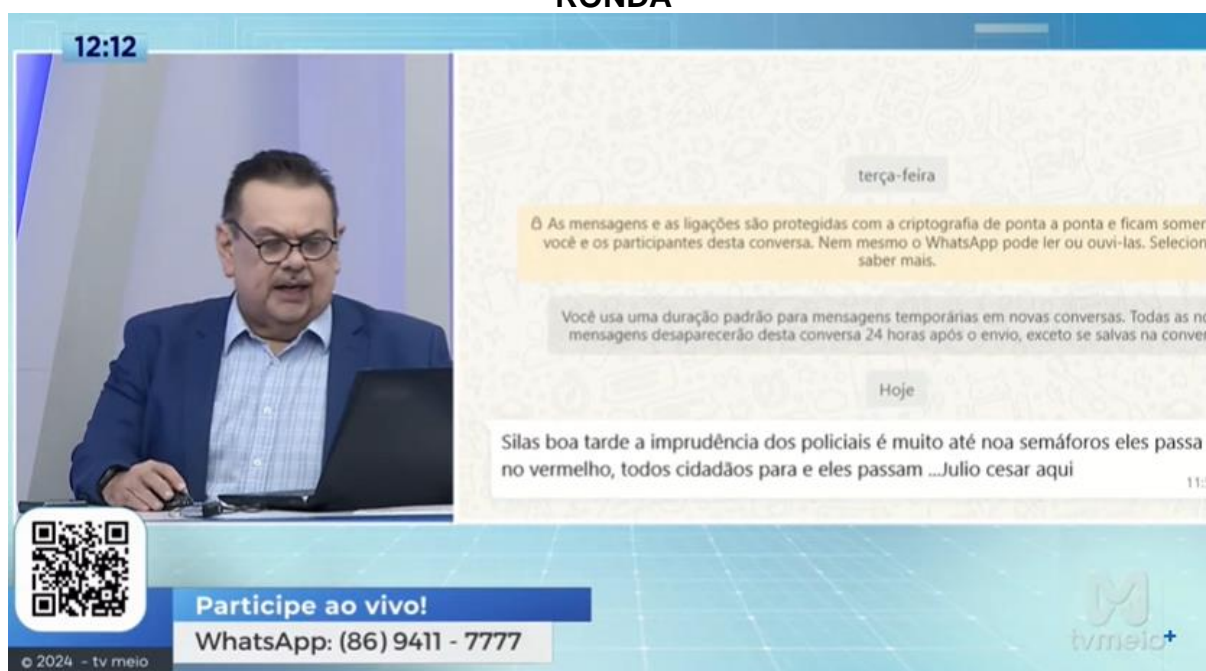 RONDA
12:12
terça-feira
As mensagens e as ligações são protegidas com a criptografia de ponta a ponta e ficam
você e os participantes desta conversa. Nem mesmo o WhatsApp pode ler ou ouvi-las.
saber mais.
Você usa uma duração padrão para mensagens temporárias em novas conversas. Todas as
mensagens desaparecerão desta conversa 24 horas após o envio, exceto se salvas na
Hoje
Silas boa tarde a imprudência dos policiais é muito até noa semáforos eles passa
no vermelho, todos cidadãos para e eles passam ...Julio cesar aqui
Participe ao vivo!
WhatsApp: (86) 9411 - 7777
© 2024 - tv meio
tvmeio+